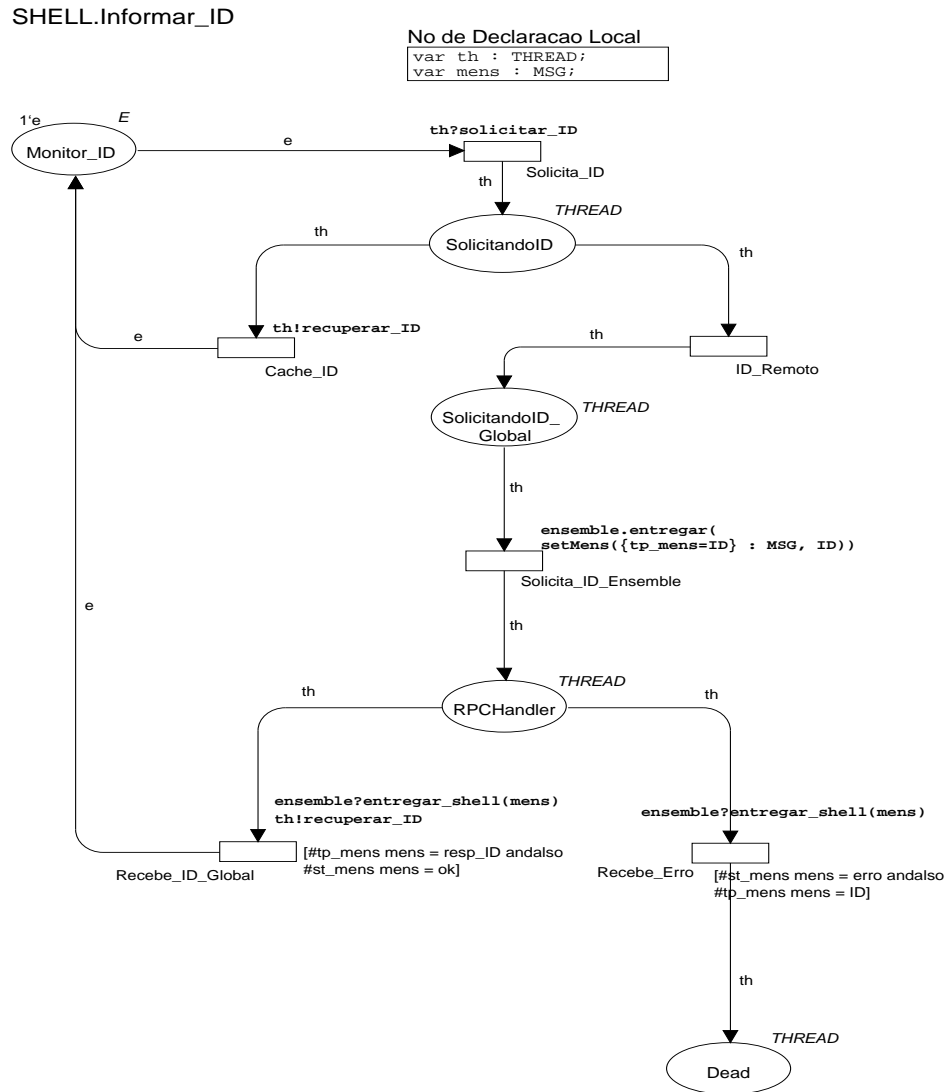 SHELL.Informar_ID
No de Declaracao Local
var th : THREAD;
var mens : MSG;
1'e
E
Monitor_ID
e
th?solicitar_ID
Solicita_ID
th
THREAD
SolicitandoID
th
th
e
th!recuperar_ID
Cache_ID
th
ID_Remoto
THREAD
SolicitandoID_
Global
th
ensemble.entregar(
setMens({tp_mens=ID} : MSG, ID))
Solicita_ID_Ensemble
e
th
THREAD
RPCHandler
th
th
ensemble?entregar_shell(mens)
th!recuperar_ID
Recebe_ID_Global
[#tp_mens mens = resp_ID andalso
#st_mens mens = ok]
ensemble?entregar_shell(mens)
Recebe_Erro
[#st_mens mens = erro andalso
#tp_mens mens = ID]
th
THREAD
Dead